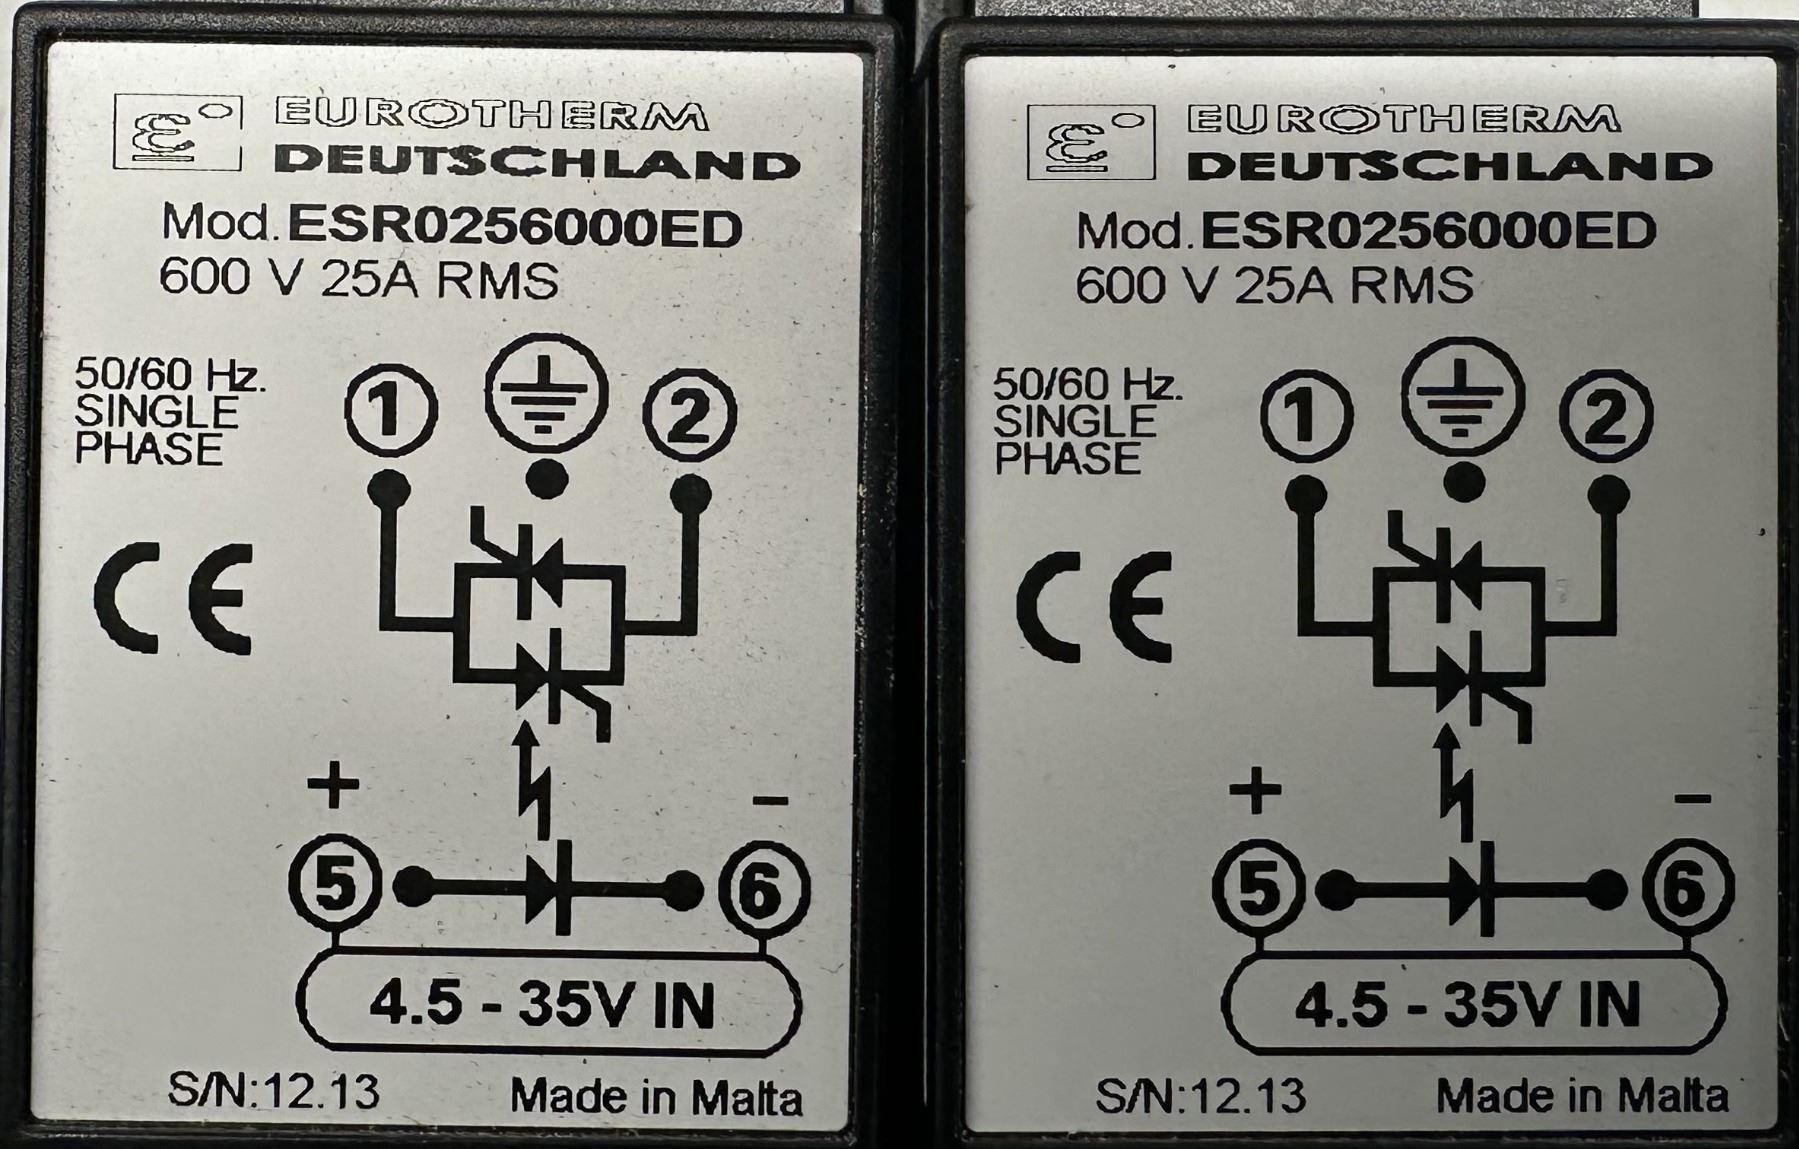 EUROTHERM
DEUTSCHLAND
Mod. ESR0256000ED
600 V 25A RMS
50/60 Hz.
SINGLE
PHASE
1
2
CE
+
-
5
6
4.5 - 35V IN
S/N:12.13 Made in Malta
EUROTHERM
DEUTSCHLAND
Mod. ESR0256000ED
600 V 25A RMS
50/60 Hz.
SINGLE
PHASE
1
2
CE
+
-
5
6
4.5 - 35V IN
S/N:12.13 Made in Malta